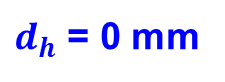 d_h = 0 mm